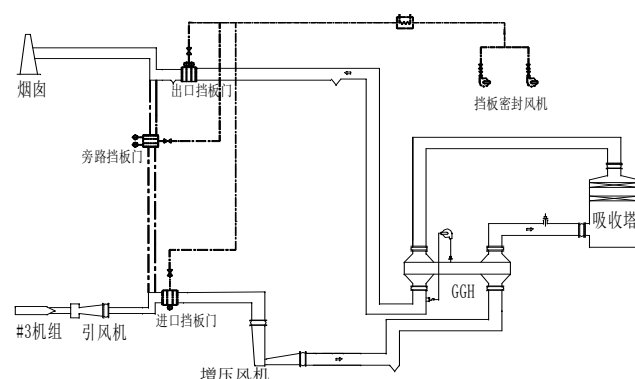 烟囱
出口挡板门
挡板密封风机
旁路挡板门
吸收塔
GGH
#3机组
引风机
进口挡板门
增压风机